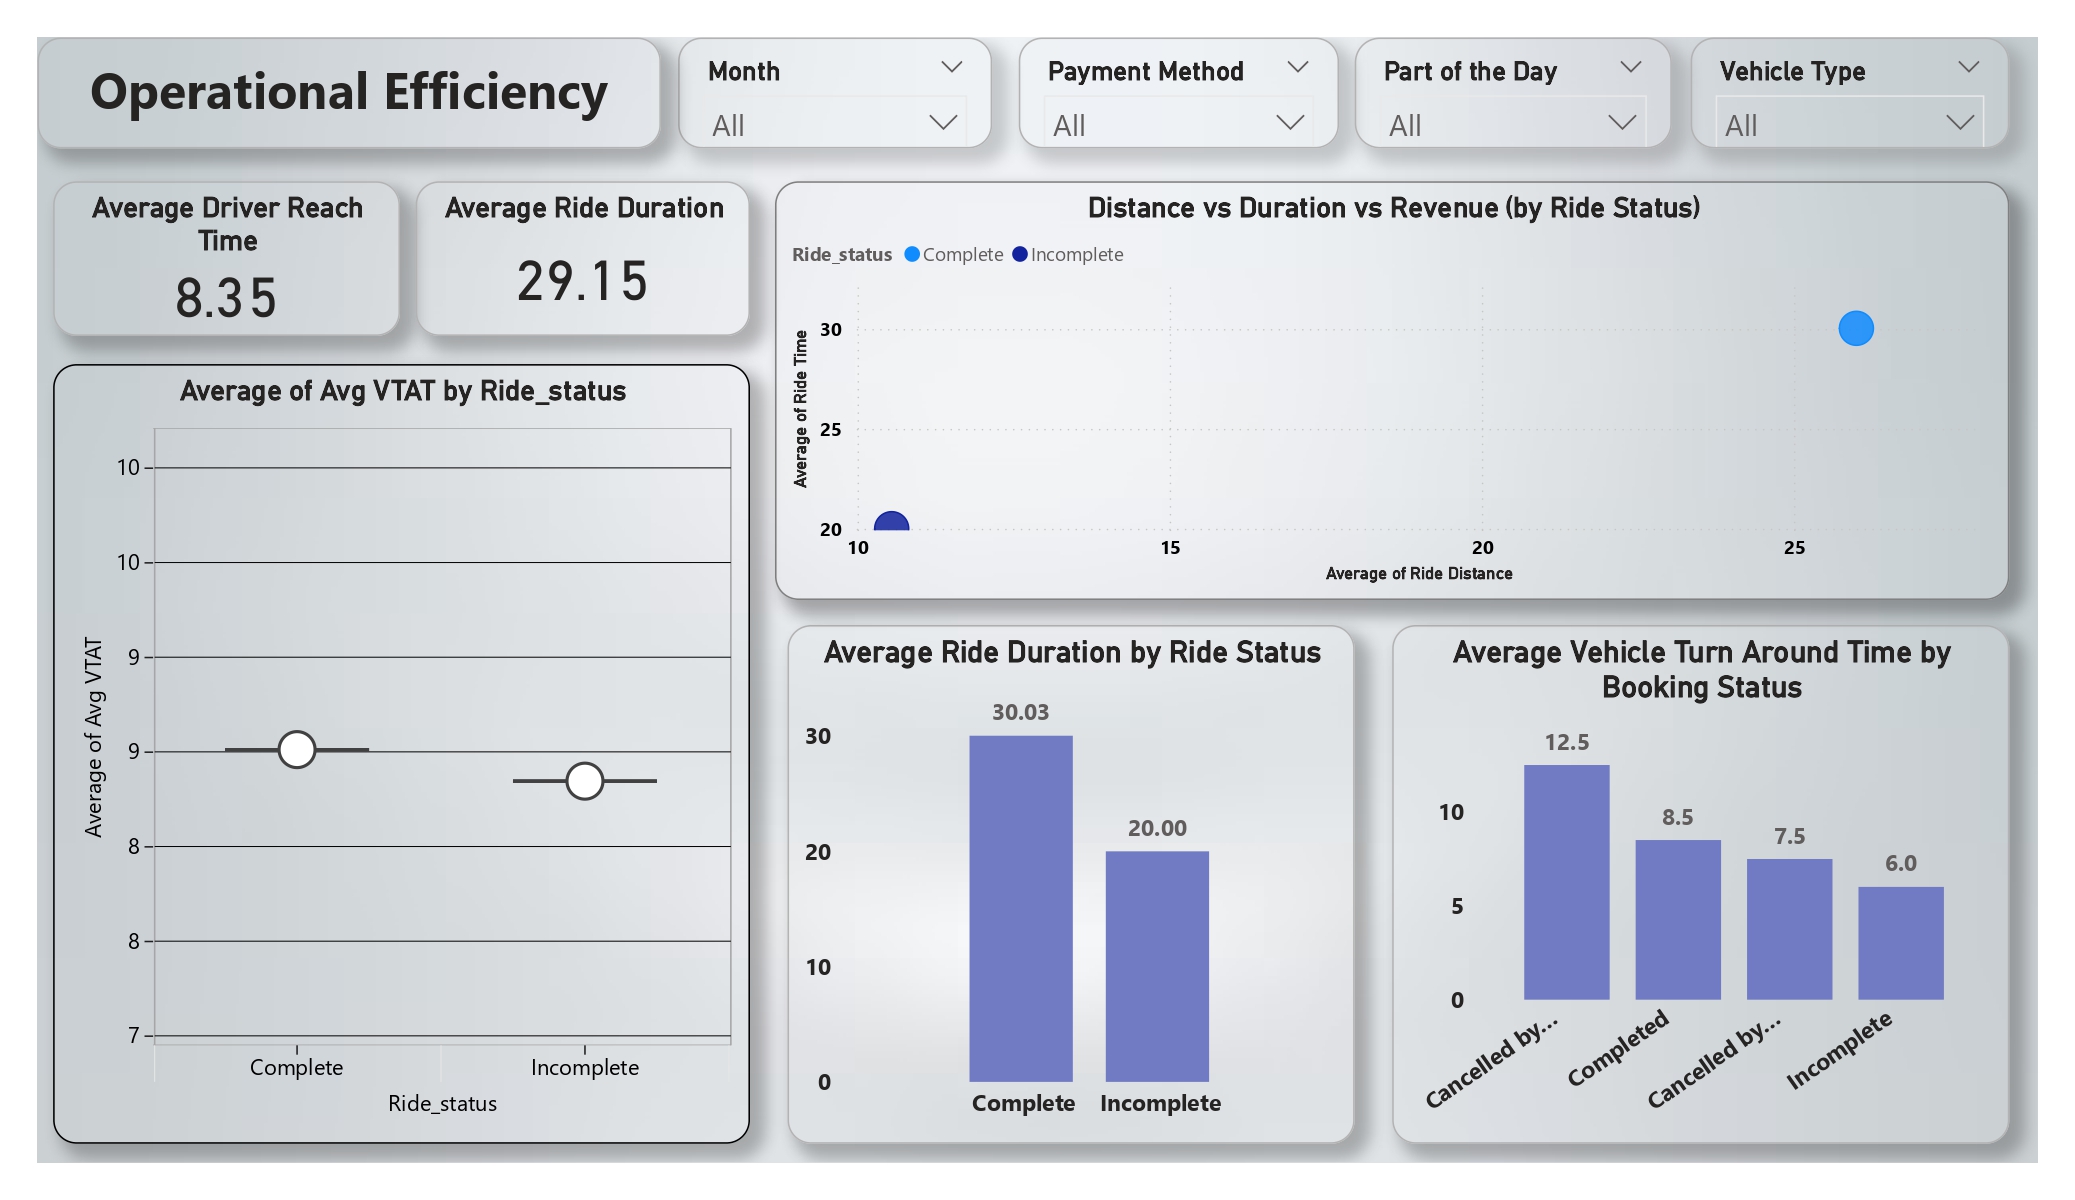 Operational Efficiency
Month
All
Payment Method
All
Part of the Day
All
Vehicle Type
All
Average Driver Reach
Time
8.35
Average Ride Duration
29.15
Distance vs Duration vs Revenue (by Ride Status)
Ride_status Complete Incomplete
Average of Ride Time
30
25
20
10 15 20 25
Average of Ride Distance
Average of Avg VTAT by Ride_status
Average of Avg VTAT
10
10
9
9
8
8
7
Complete Incomplete
Ride_status
Average Ride Duration by Ride Status
30.03
20.00
30
20
10
0
Complete Incomplete
Average Vehicle Turn Around Time by
Booking Status
12.5
8.5
7.5
6.0
10
5
0
Cancelled by...
Completed
Cancelled by...
Incomplete